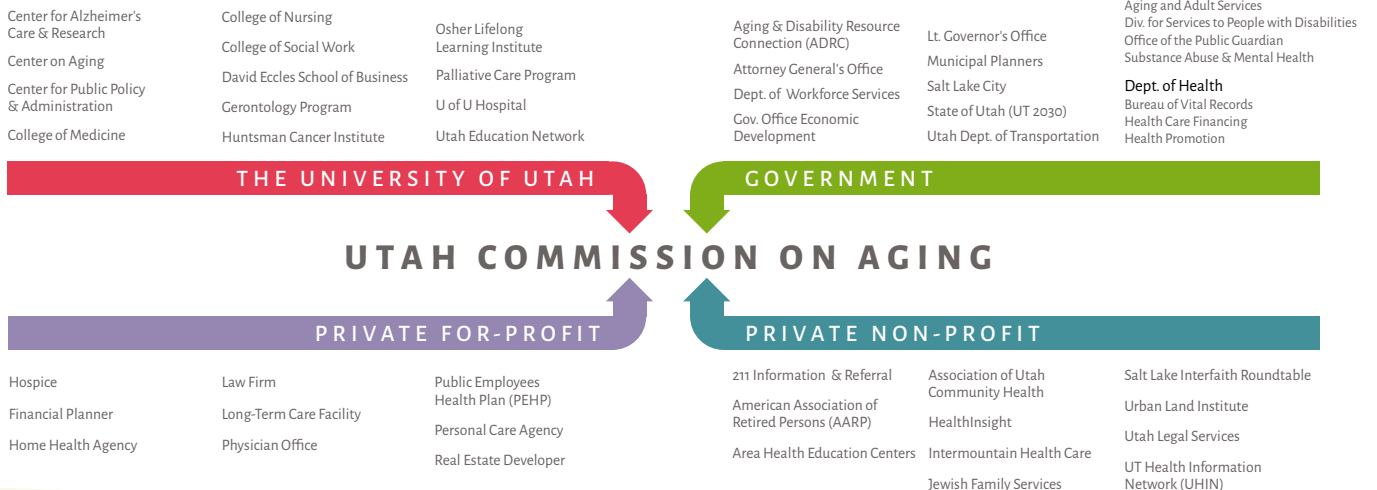 Center for Alzheimer's
Care & Research
Center on Aging
Center for Public Policy
& Administration
College of Medicine
College of Nursing
College of Social Work
David Eccles School of Business
Gerontology Program
Huntsman Cancer Institute
Osher Lifelong
Learning Institute
Palliative Care Program
U of U Hospital
Utah Education Network
Aging & Disability Resource
Connection (ADRC)
Attorney General's Office
Dept. of Workforce Services
Gov. Office Economic
Development
Lt. Governor's Office
Municipal Planners
Salt Lake City
State of Utah (UT 2030)
Utah Dept. of Transportation
Aging and Adult Services
Div. for Services to People with Disabilities
Office of the Public Guardian
Substance Abuse & Mental Health
Dept. of Health
Bureau of Vital Records
Health Care Financing
Health Promotion
THE UNIVERSITY OF UTAH
GOVERNMENT
UTAH COMMISSION ON AGING
PRIVATE FOR-PROFIT
PRIVATE NON-PROFIT
Hospice
Financial Planner
Home Health Agency
Law Firm
Long-Term Care Facility
Physician Office
Public Employees
Health Plan (PEHP)
Personal Care Agency
Real Estate Developer
211 Information & Referral
American Association of
Retired Persons (AARP)
Area Health Education Centers
Association of Utah
Community Health
HealthInsight
Intermountain Health Care
Jewish Family Services
Salt Lake Interfaith Roundtable
Urban Land Institute
Utah Legal Services
UT Health Information
Network (UHIN)